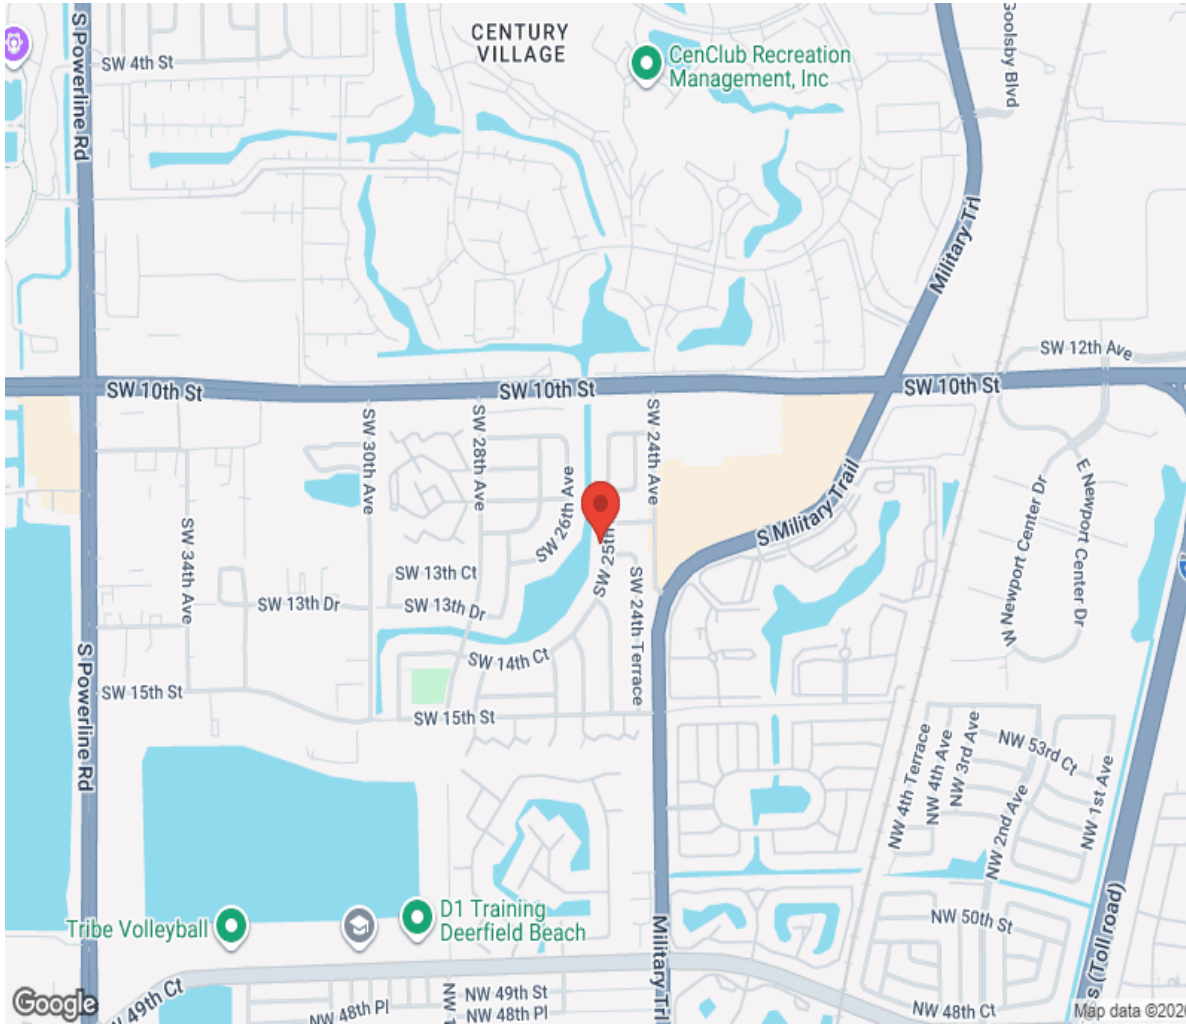 S Powerline Rd
SW 4th St
CENTURY
VILLAGE
CenClub Recreation
Management, Inc
Goolsby Blvd
Military Trl
SW 12th Ave
SW 10th St
SW 10th St
SW 10th St
SW 30th Ave
SW 28th Ave
SW 26th Ave
SW 24th Ave
S Military Trail
W Newport Center Dr
E Newport Center Dr
SW 34th Ave
SW 25th
SW 13th Ct
SW 13th Dr
SW 13th Dr
SW 24th Terrace
SW 14th Ct
S Powerline Rd
SW 15th St
SW 15th St
NW 4th Terrace
NW 4th Ave
NW 3rd Ave
NW 53rd Ct
NW 2nd Ave
NW 1st Ave
Tribe Volleyball
D1 Training
Deerfield Beach
NW 50th St
Military Trl
s (Toll road)
49th Ct
NW 49th St
NW 48th Pl
NW 48th Pl
NW 48th Ct
NW
Google
Map data ©202